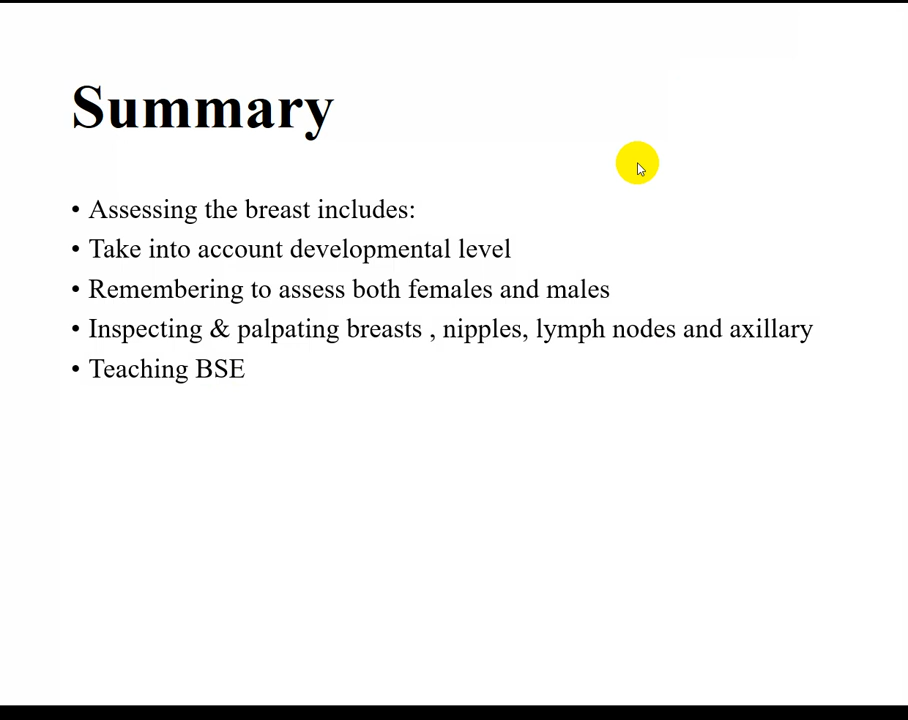 Summary
• Assessing the breast includes:
• Take into account developmental level
• Remembering to assess both females and males
• Inspecting & palpating breasts , nipples, lymph nodes and axillary
• Teaching BSE